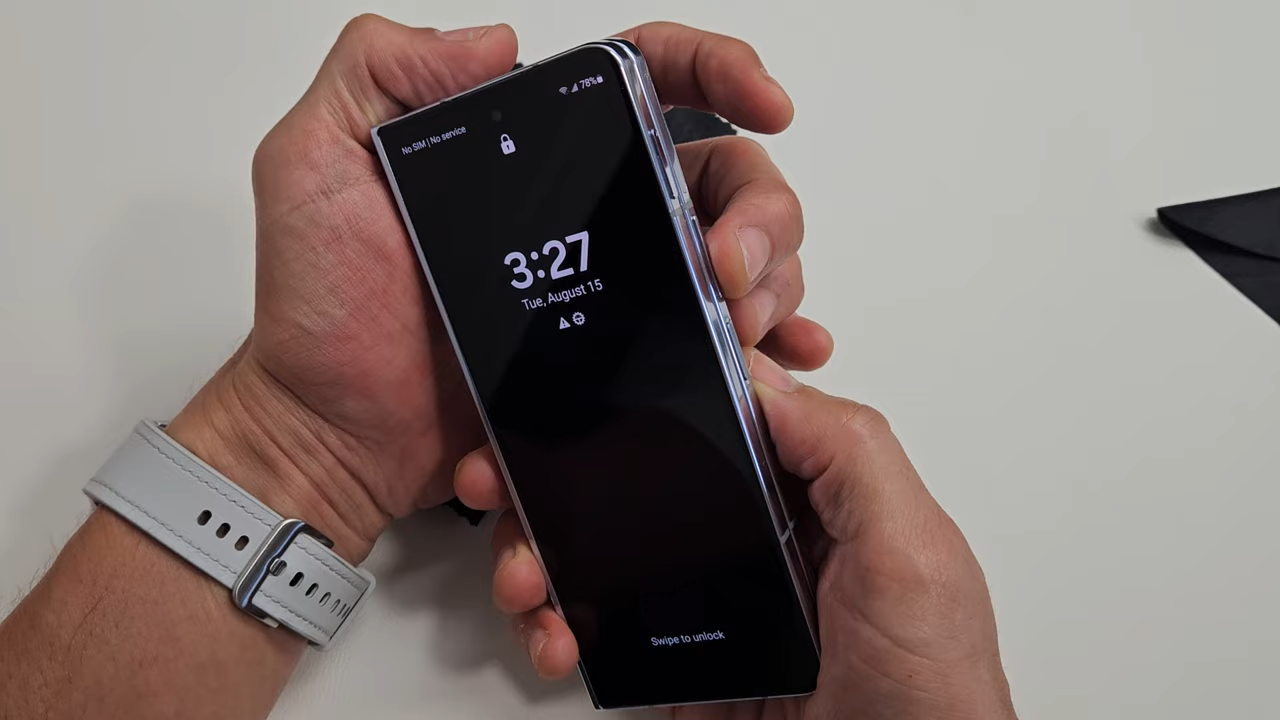 No SIM | No service
78%
3:27
Tue, August 15
Swipe to unlock